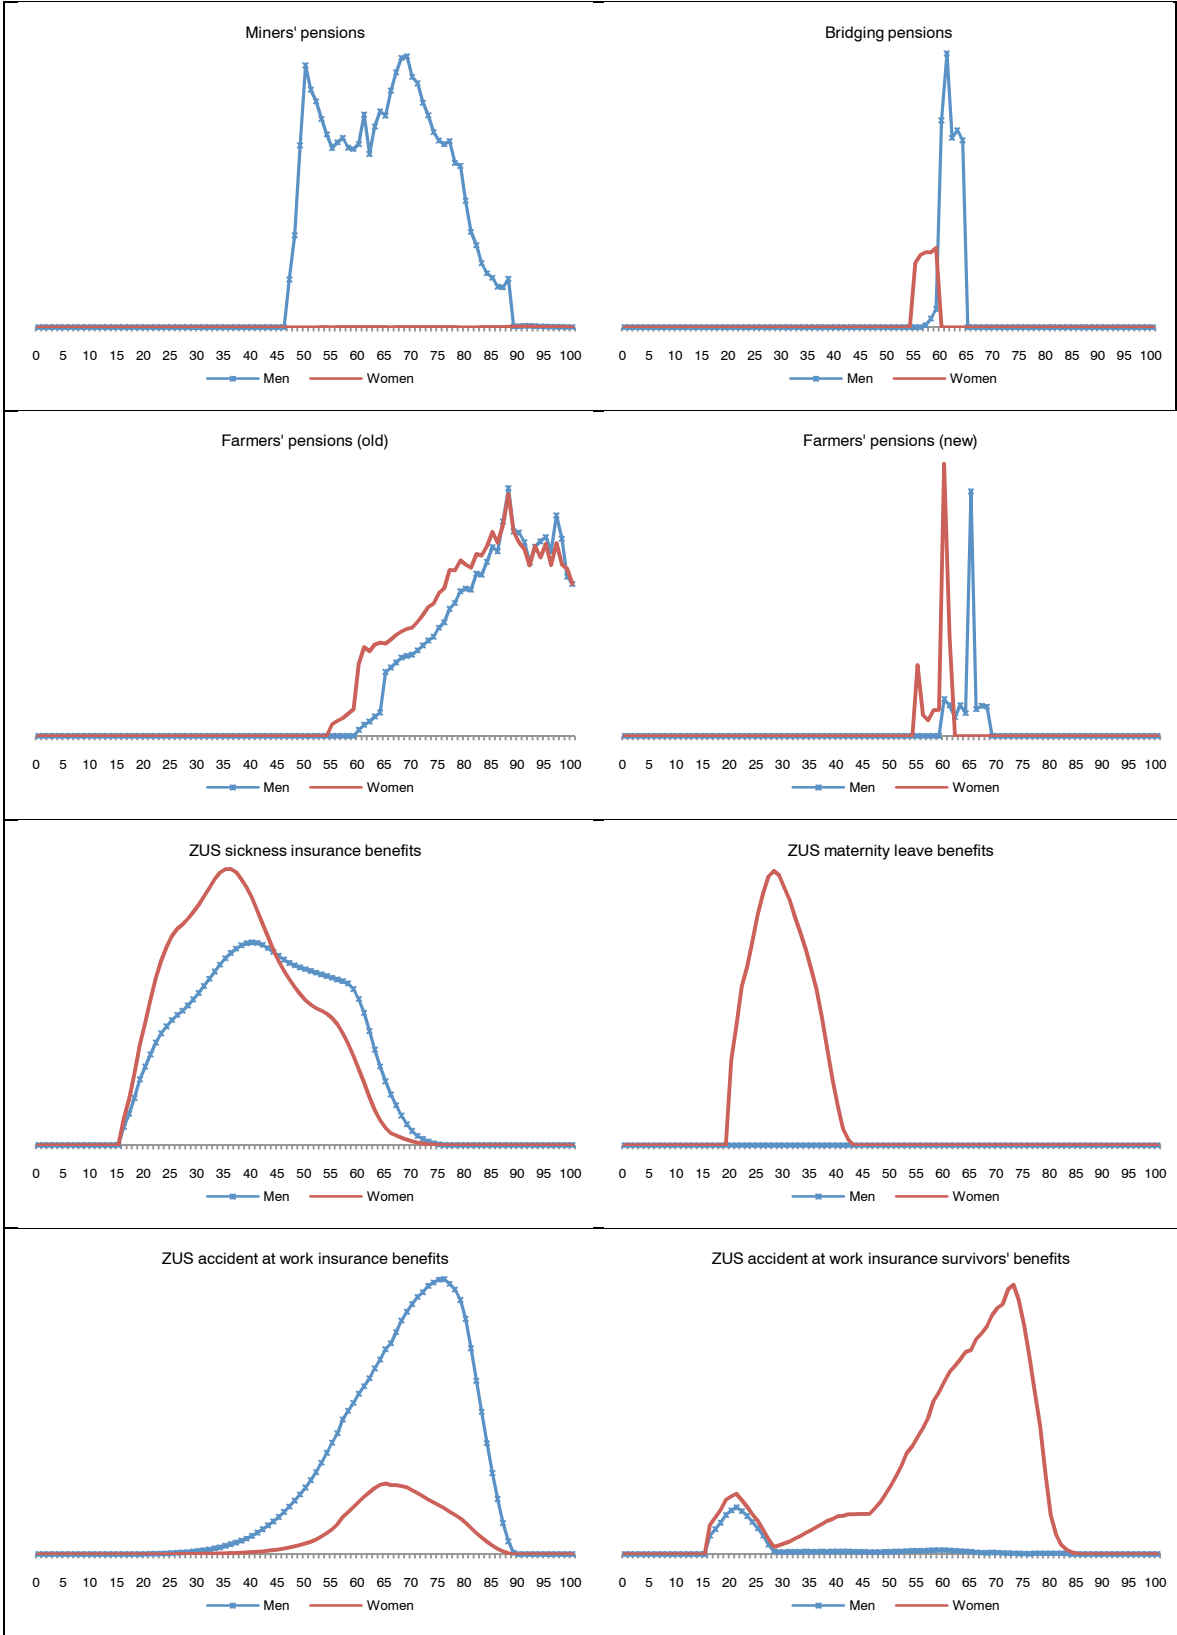 Miners' pensions
0 5 10 15 20 25 30 35 40 45 50 55 60 65 70 75 80 85 90 95 100
Men Women
Bridging pensions
0 5 10 15 20 25 30 35 40 45 50 55 60 65 70 75 80 85 90 95 100
Men Women
Farmers' pensions (old)
0 5 10 15 20 25 30 35 40 45 50 55 60 65 70 75 80 85 90 95 100
Men Women
Farmers' pensions (new)
0 5 10 15 20 25 30 35 40 45 50 55 60 65 70 75 80 85 90 95 100
Men Women
ZUS sickness insurance benefits
0 5 10 15 20 25 30 35 40 45 50 55 60 65 70 75 80 85 90 95 100
Men Women
ZUS maternity leave benefits
0 5 10 15 20 25 30 35 40 45 50 55 60 65 70 75 80 85 90 95 100
Men Women
ZUS accident at work insurance benefits
0 5 10 15 20 25 30 35 40 45 50 55 60 65 70 75 80 85 90 95 100
Men Women
ZUS accident at work insurance survivors' benefits
0 5 10 15 20 25 30 35 40 45 50 55 60 65 70 75 80 85 90 95 100
Men Women